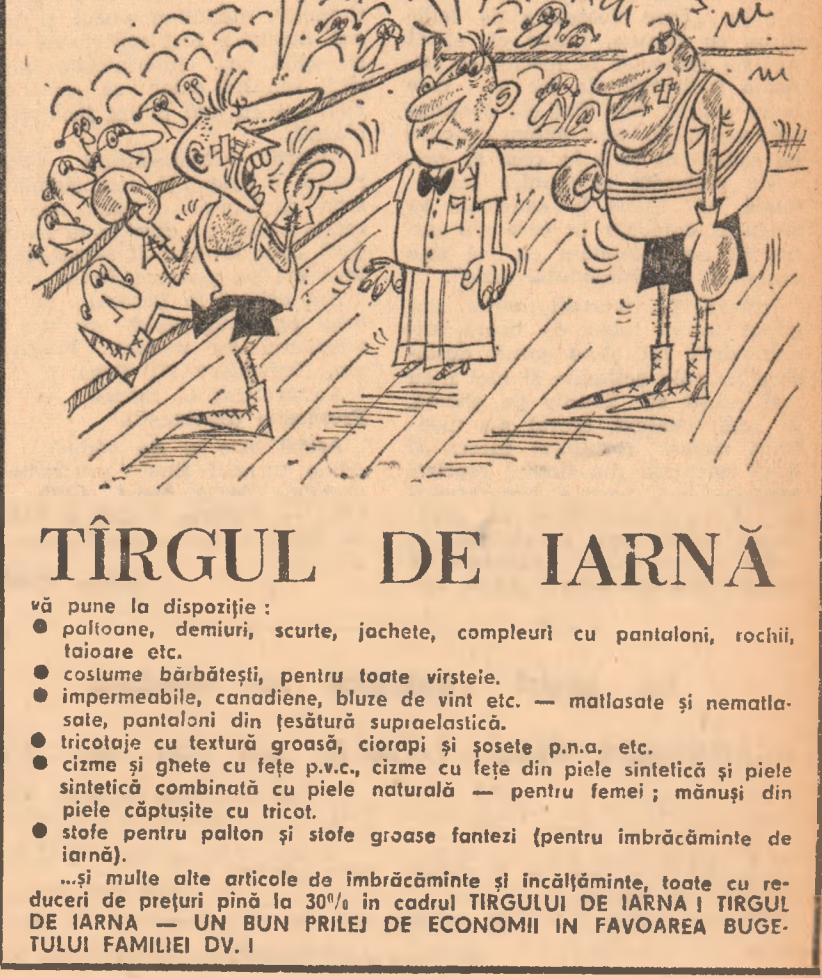 TÎRGUL DE IARNĂ
vă pune la dispoziție :
● paltoane, demiuri, scurte, jachete, compleuri cu pantaloni, rochii,
taioare etc.
● costume bărbătești, pentru toate vîrstele.
● impermeabile, canadiene, bluze de vînt etc. — matlasate și nematla-
sate, pantaloni din țesătură supraelastică.
● tricotaje cu textură groasă, ciorapi și șosete p.n.a. etc.
● cizme și ghete cu fețe p.v.c., cizme cu fețe din piele sintetică și piele
sintetică combinată cu piele naturală — pentru femei ; mănuși din
piele căptușite cu tricot.
● stofe pentru palton și stofe groase fantezi (pentru îmbrăcăminte de
iarnă).
...și multe alte articole de îmbrăcăminte și încălțăminte, toate cu re-
duceri de prețuri pînă la 30% în cadrul TIRGULUI DE IARNA ! TIRGUL
DE IARNA — UN BUN PRILEJ DE ECONOMII IN FAVOAREA BUGE-
TULUI FAMILIEI DV. !